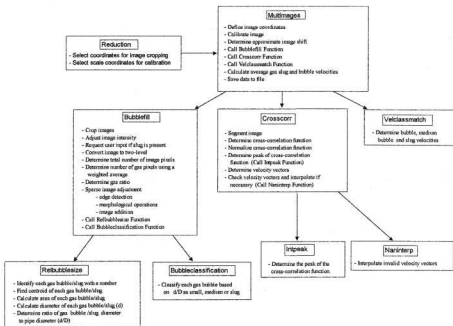 Multimages
- Define image coordinates
- Calibrate image
- Determine approximate image shift
- Call Bubblefill Function
- Call Crosscorr Function
- Call Velclassmatch Function
- Calculate average gas slug and bubble velocities
- Save data to file
Reduction
- Select coordinates for image cropping
- Select scale coordinates for calibration
Bubblefill
- Crop images
- Adjust image intensity
- Request user input if slug is present
- Convert image to two-level
- Determine total number of image pixels
- Determine number of gas pixels using a
weighted average
- Determine gas ratio
- Sparse image adjustment
- edge detection
- morphological operations
- image addition
- Call Relbubblesize Function
- Call Bubbleclassification Function
Crosscorr
- Segment image
- Determine cross-correlation function
- Normalize cross-correlation function
- Determine peak of cross-correlation
function (Call Intpeak Function)
- Determine velocity vectors
- Check velocity vectors and interpolate if
necessary (Call Naninterp Function)
Velclassmatch
- Determine bubble, medium
bubble and slug velocities
Relbubblesize
- Identify each gas bubble/slug with a number
- Find centroid of each gas bubble/slug
- Calculate area of each gas bubble/slug
- Calculate diameter of each gas bubble/slug (d)
- Determine ratio of gas bubble /slug, diameter
to pipe diameter (d/D)
Bubbleclassification
- Classify each gas bubble based
on d/D as small, medium or slug
Intpeak
- Determine the peak of the
cross-correlation function
Naninterp
- Interpolate invalid velocity vectors